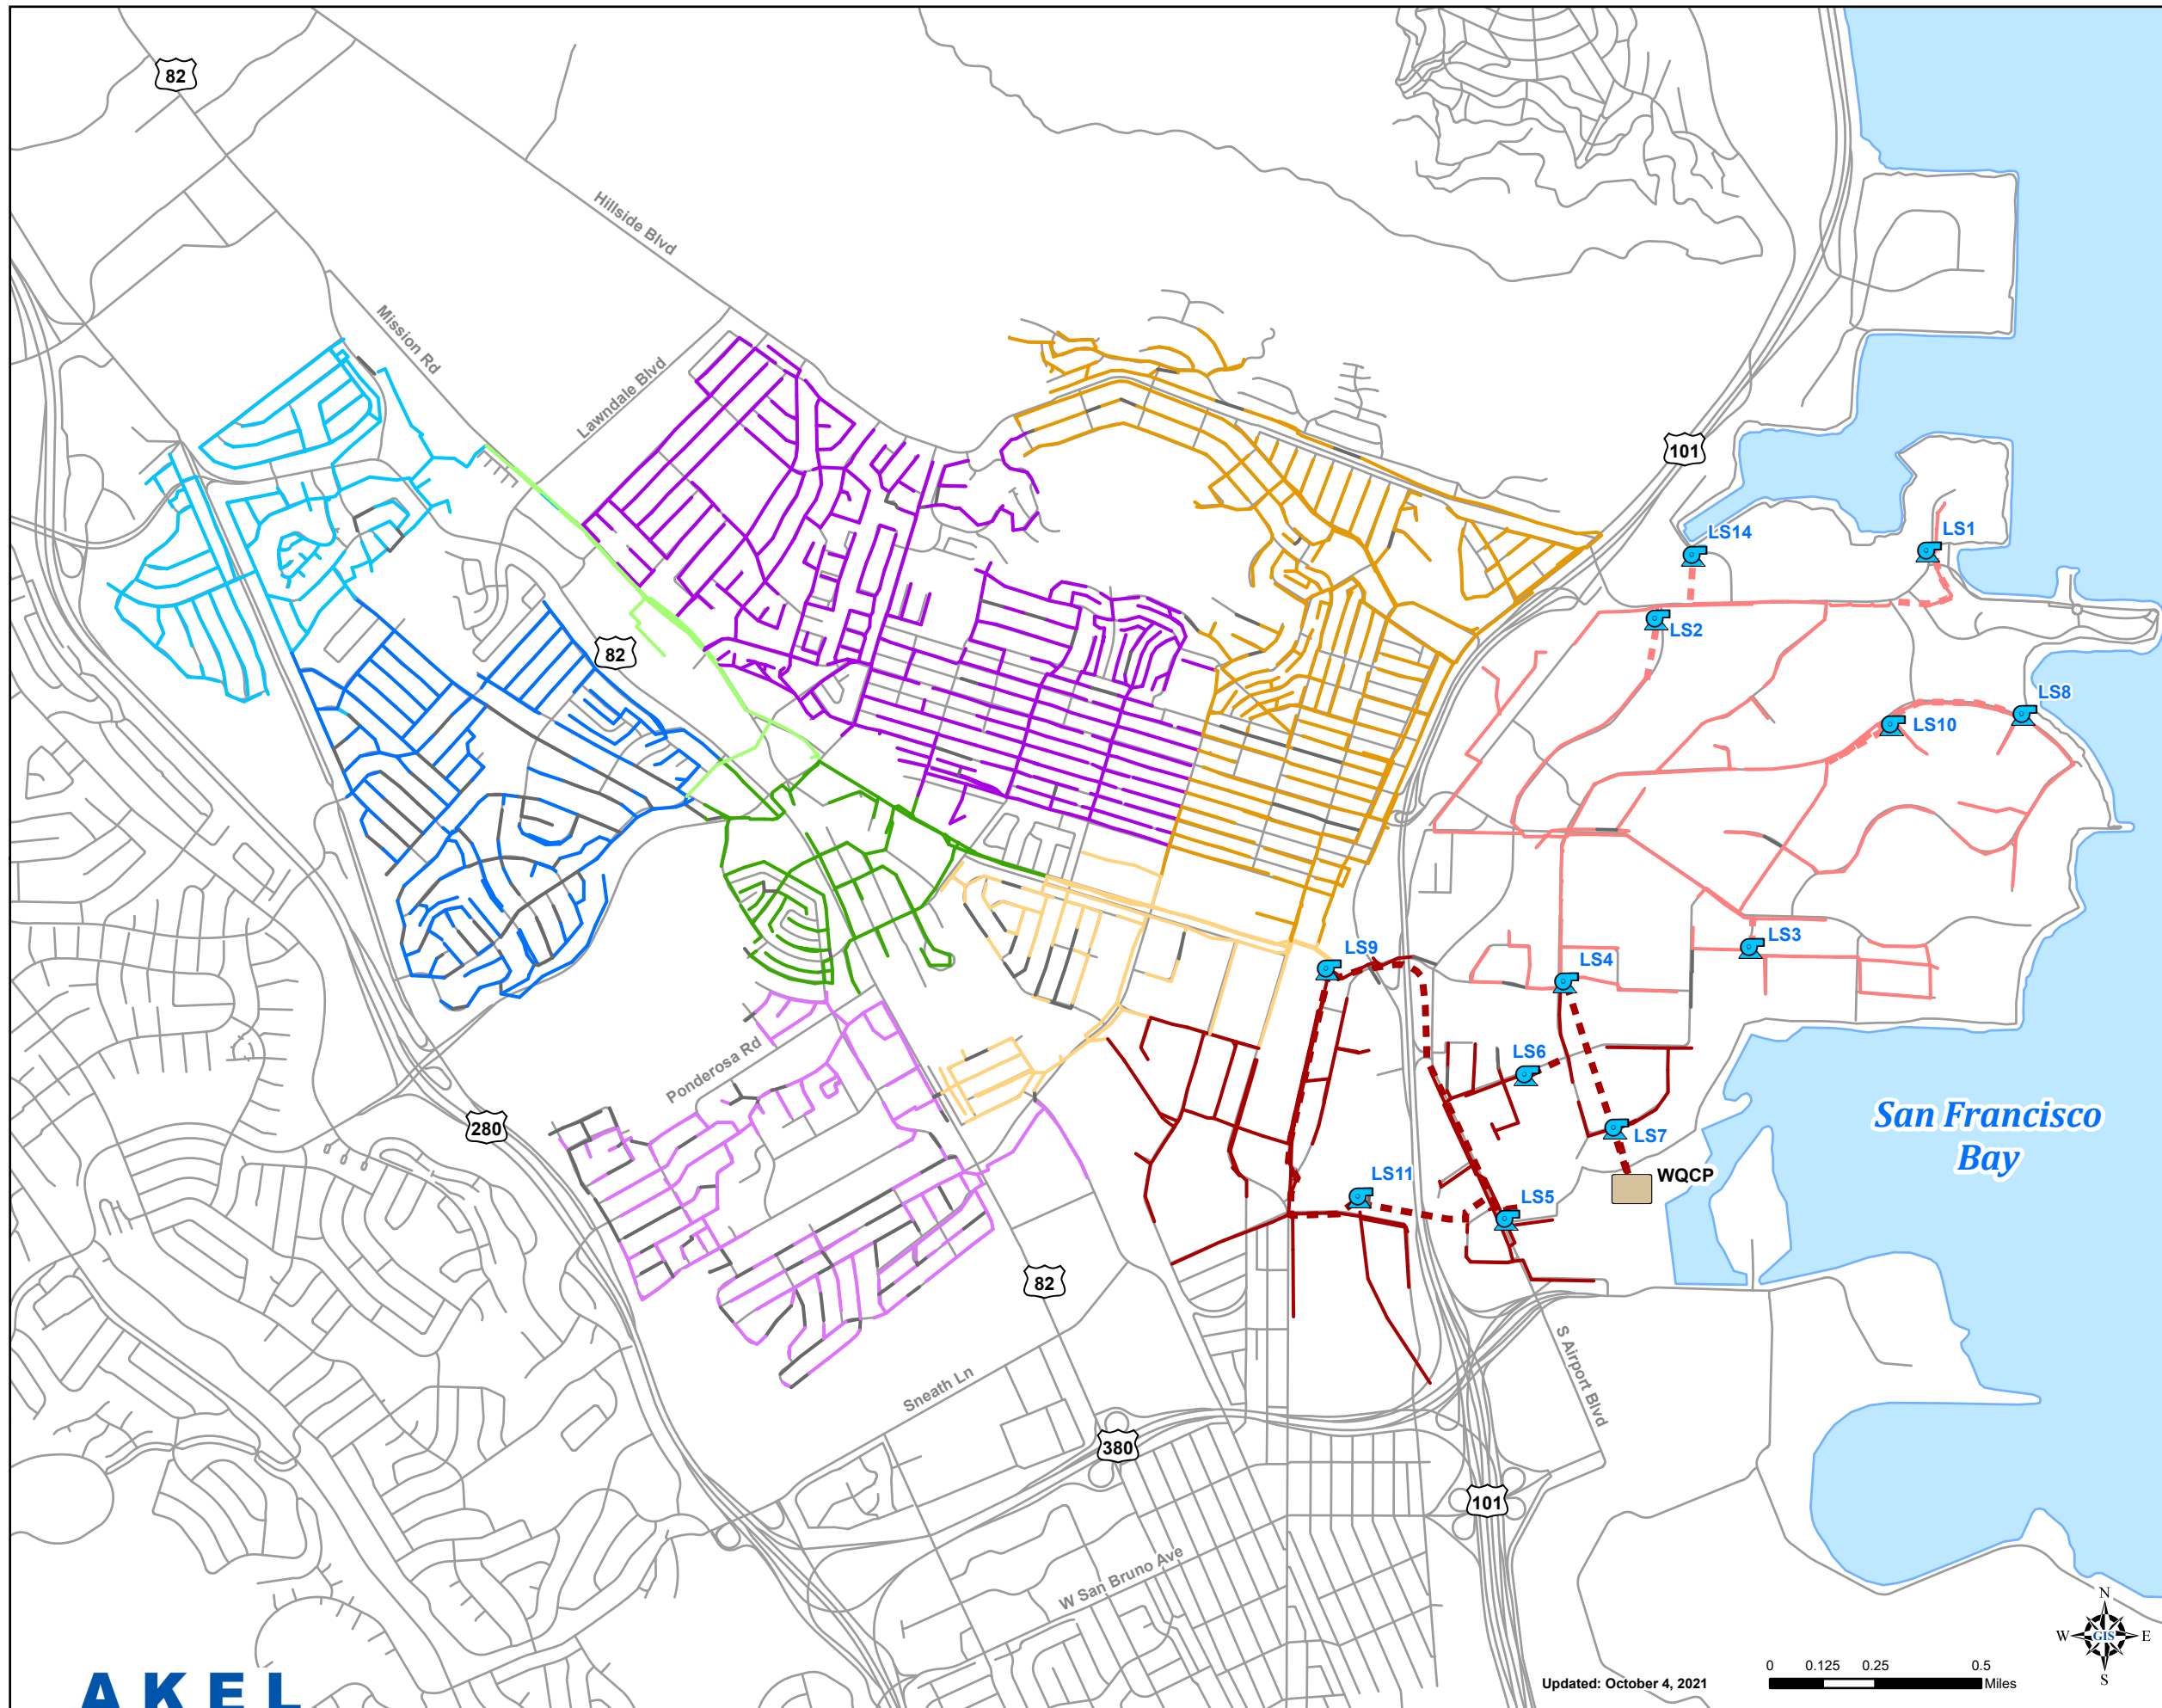 82
Hillside Blvd
Mission Rd
Lawndale Blvd
101
LS14
LS1
LS2
82
LS8
LS10
LS3
LS9
LS4
LS6
Ponderosa Rd
280
San Francisco
Bay
LS7
WQCP
LS11
LS5
82
S Airport Blvd
Sneath Ln
380
101
W San Bruno Ave
N
W GIS E
S
0 0.125 0.25 0.5
Miles
Updated: October 4, 2021
AKEL